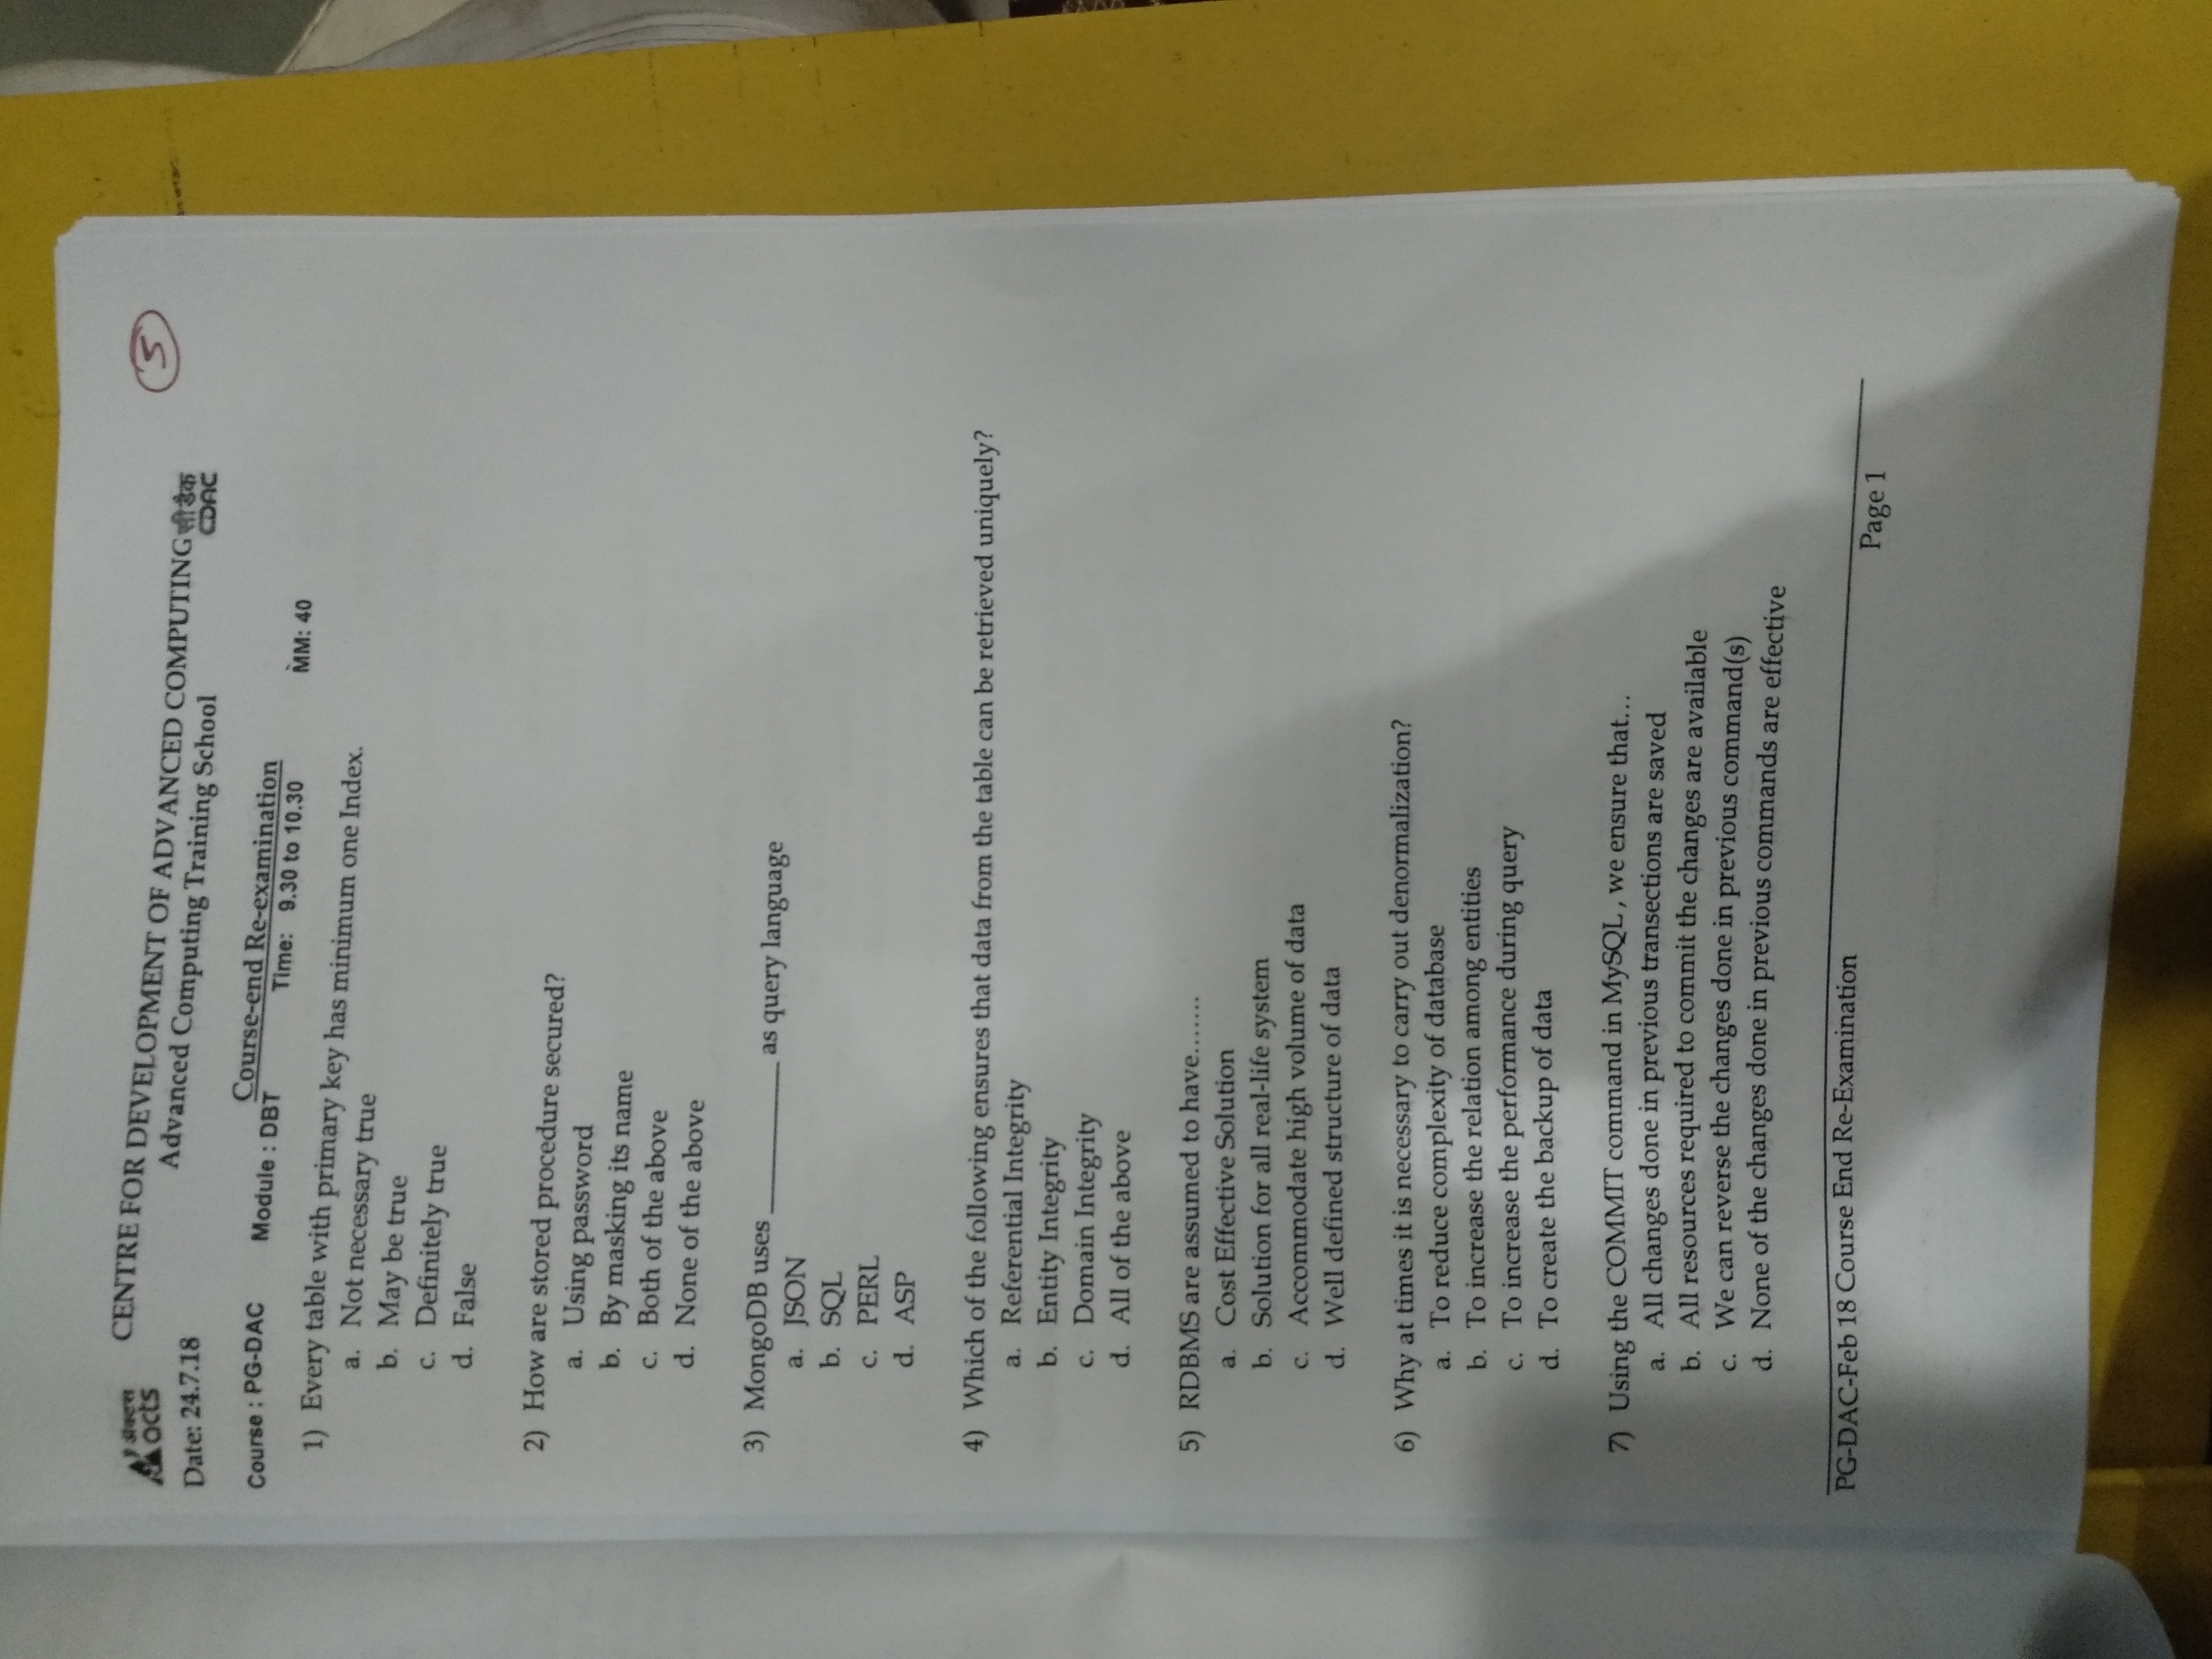 ऍक्टस
acts
CENTRE FOR DEVELOPMENT OF ADVANCED COMPUTING
Advanced Computing Training School
सी डैक
CDAC
5
Date: 24.7.18
Course-end Re-examination
Course : PG-DAC Module : DBT Time: 9.30 to 10.30 MM: 40
1) Every table with primary key has minimum one Index.
a. Not necessary true
b. May be true
c. Definitely true
d. False
2) How are stored procedure secured?
a. Using password
b. By masking its name
c. Both of the above
d. None of the above
3) MongoDB uses __________ as query language
a. JSON
b. SQL
c. PERL
d. ASP
4) Which of the following ensures that data from the table can be retrieved uniquely?
a. Referential Integrity
b. Entity Integrity
c. Domain Integrity
d. All of the above
5) RDBMS are assumed to have.......
a. Cost Effective Solution
b. Solution for all real-life system
c. Accommodate high volume of data
d. Well defined structure of data
6) Why at times it is necessary to carry out denormalization?
a. To reduce complexity of database
b. To increase the relation among entities
c. To increase the performance during query
d. To create the backup of data
7) Using the COMMIT command in MySQL , we ensure that...
a. All changes done in previous transections are saved
b. All resources required to commit the changes are available
c. We can reverse the changes done in previous command(s)
d. None of the changes done in previous commands are effective
PG-DAC-Feb 18 Course End Re-Examination
Page 1